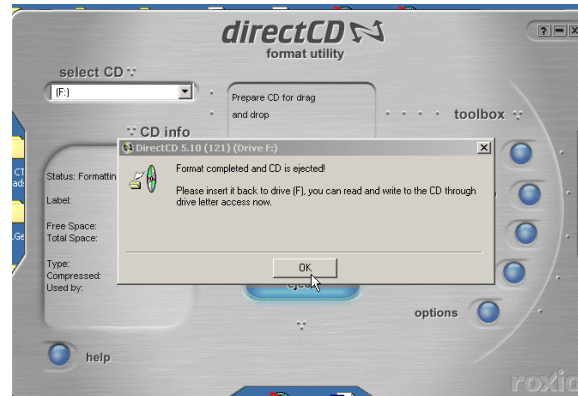 directCD
format utility
select CD
(F:)
Prepare CD for drag
and drop
toolbox
CD info
DirectCD 5.10 (121) (Drive F:)
Format completed and CD is ejected!
Please insert it back to drive (F), you can read and write to the CD through
drive letter access now.
OK
Status: Formattin
Label:
Free Space:
Total Space:
Type:
Compressed:
Used by:
eject
options
help
roxio